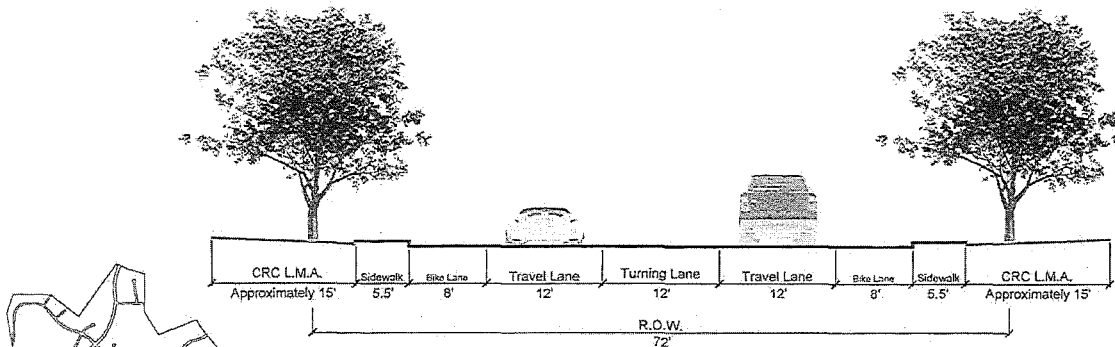 CRC L.M.A. Sidewalk Bike Lane Travel Lane Turning Lane Travel Lane Bike Lane Sidewalk CRC L.M.A.
Approximately 15' 5.5' 8' 12' 12' 12' 8' 5.5' Approximately 15'
R.O.W.
72'